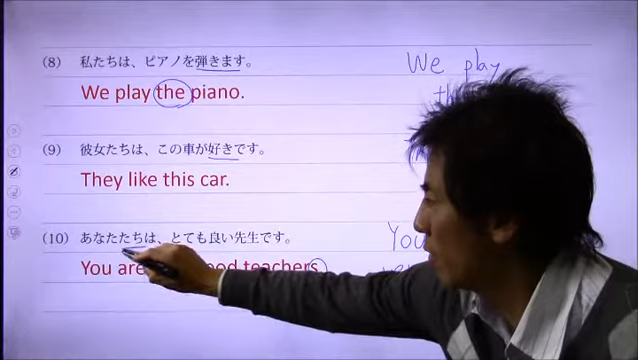 (8) 私たちは、ピアノを弾きます。 We play
We play the piano. th
(9) 彼女たちは、この車が好きです。
They like this car.
(10) あなたたちは、とても良い先生です。 You
You are ood teachers